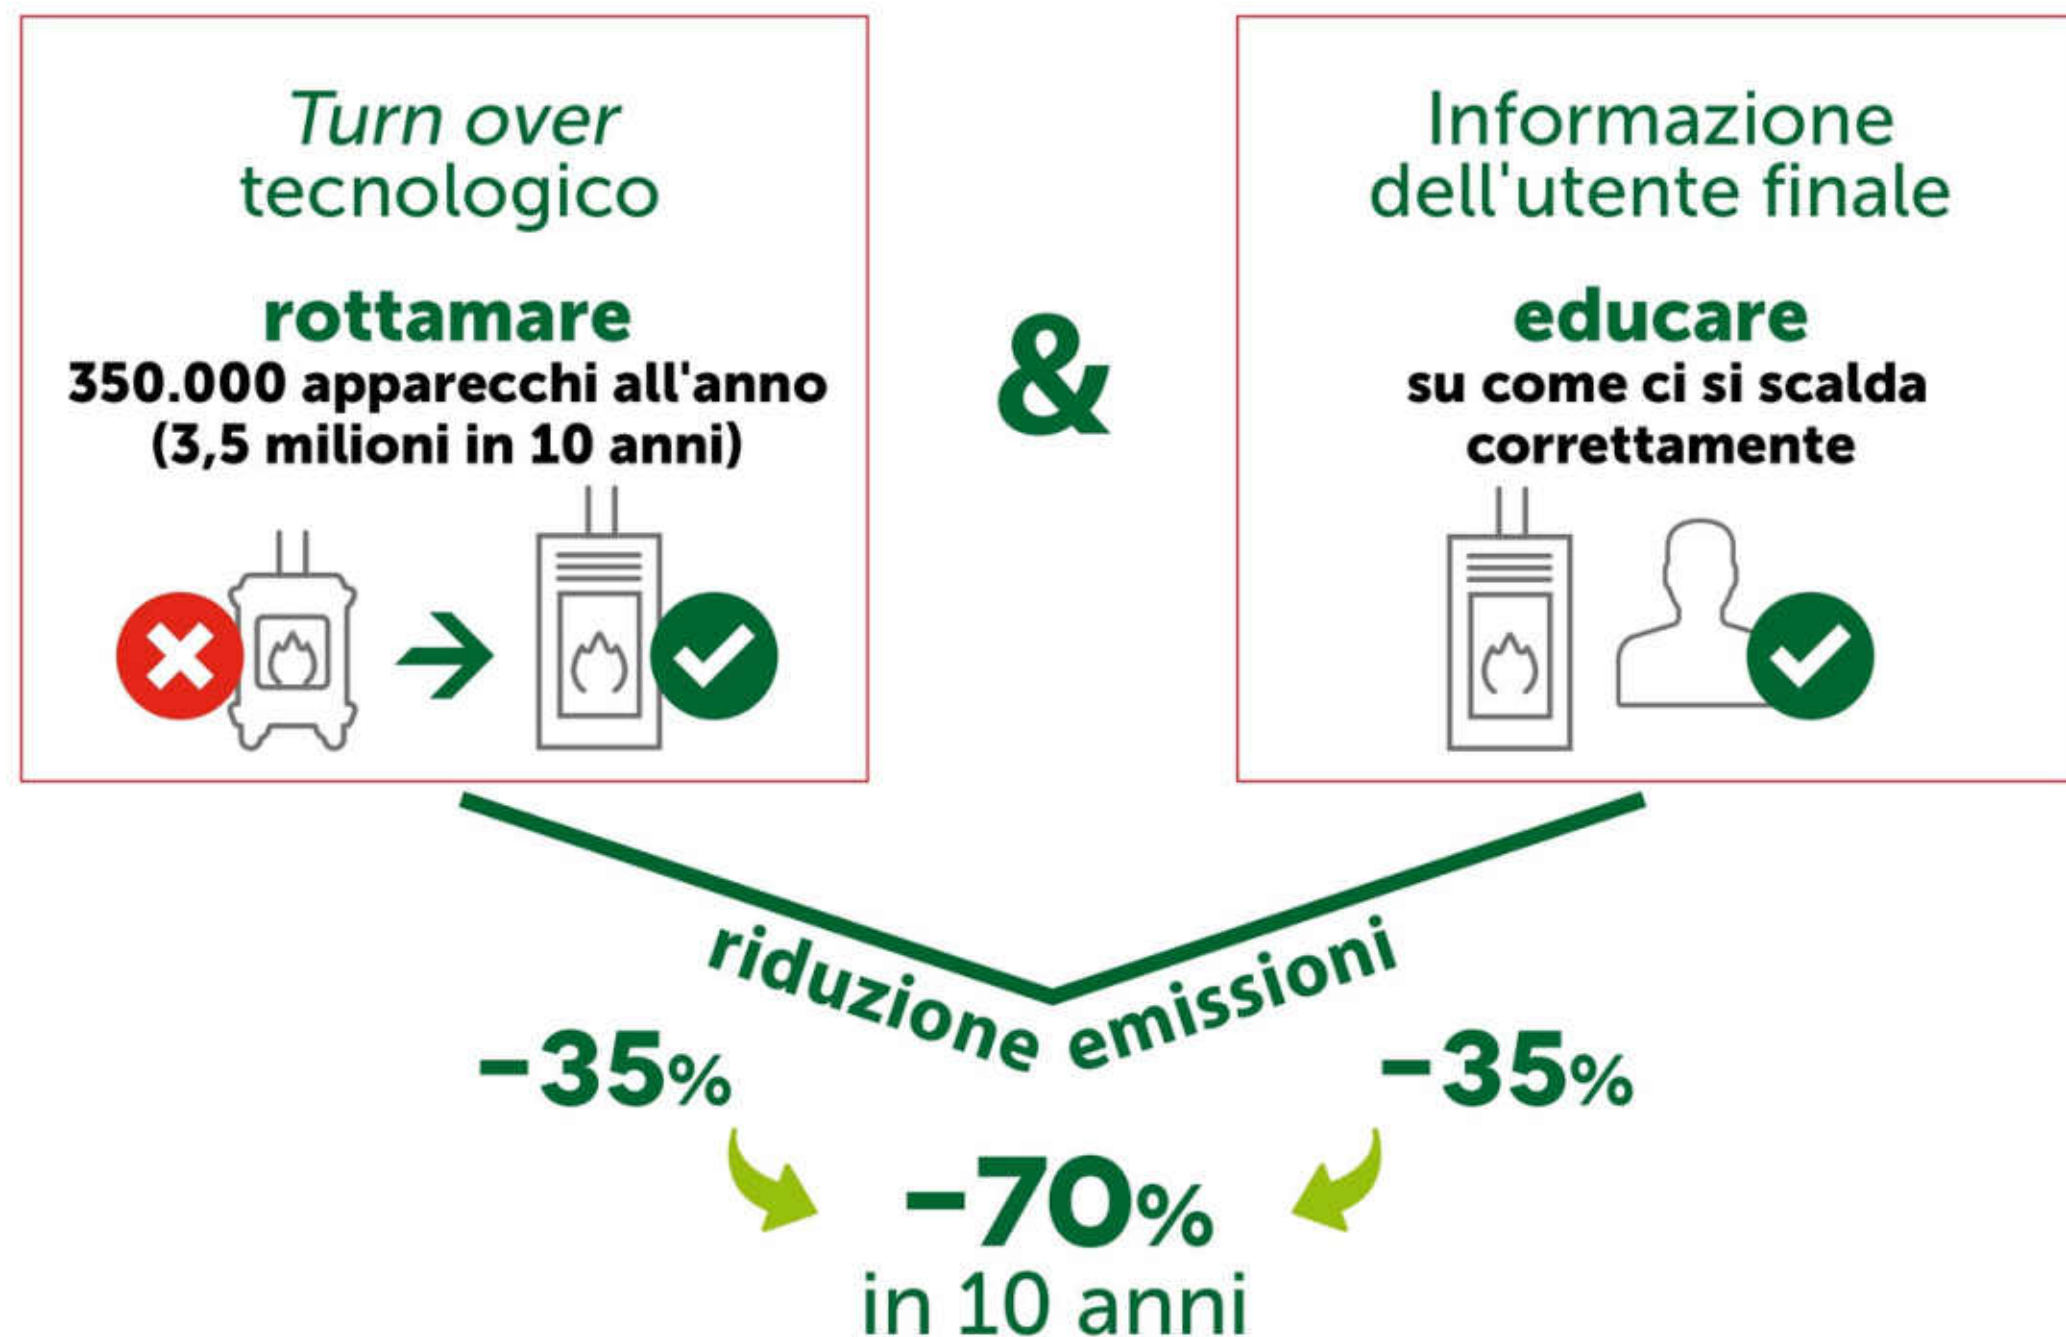 Turn over
tecnologico
rottamare
350.000 apparecchi all'anno
(3,5 milioni in 10 anni)
&
Informazione
dell'utente finale
educare
su come ci si scalda
correttamente
riduzione emissioni
-35%
-35%
-70%
in 10 anni